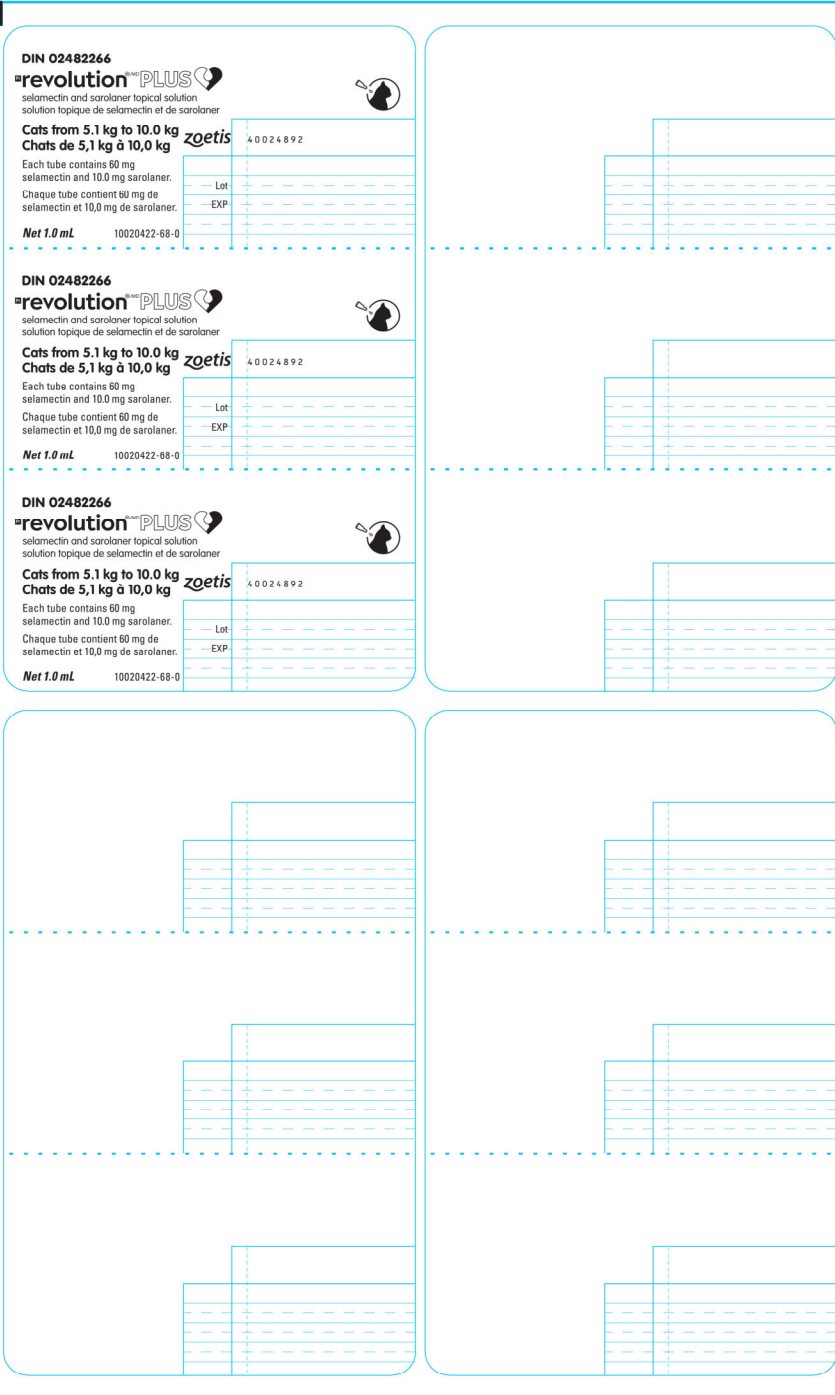 DIN 02482266
Pr revolution ®/MD PLUS
selamectin and sarolaner topical solution
solution topique de selamectin et de sarolaner
Cats from 5.1 kg to 10.0 kg
Chats de 5,1 kg à 10,0 kg
zoetis
40024892
Each tube contains 60 mg
selamectin and 10.0 mg sarolaner.
Chaque tube contient 60 mg de
selamectin et 10,0 mg de sarolaner.
Lot
EXP
Net 1.0 mL 10020422-68-0
DIN 02482266
Pr revolution ®/MD PLUS
selamectin and sarolaner topical solution
solution topique de selamectin et de sarolaner
Cats from 5.1 kg to 10.0 kg
Chats de 5,1 kg à 10,0 kg
zoetis
40024892
Each tube contains 60 mg
selamectin and 10.0 mg sarolaner.
Chaque tube contient 60 mg de
selamectin et 10,0 mg de sarolaner.
Lot
EXP
Net 1.0 mL 10020422-68-0
DIN 02482266
Pr revolution ®/MD PLUS
selamectin and sarolaner topical solution
solution topique de selamectin et de sarolaner
Cats from 5.1 kg to 10.0 kg
Chats de 5,1 kg à 10,0 kg
zoetis
40024892
Each tube contains 60 mg
selamectin and 10.0 mg sarolaner.
Chaque tube contient 60 mg de
selamectin et 10,0 mg de sarolaner.
Lot
EXP
Net 1.0 mL 10020422-68-0